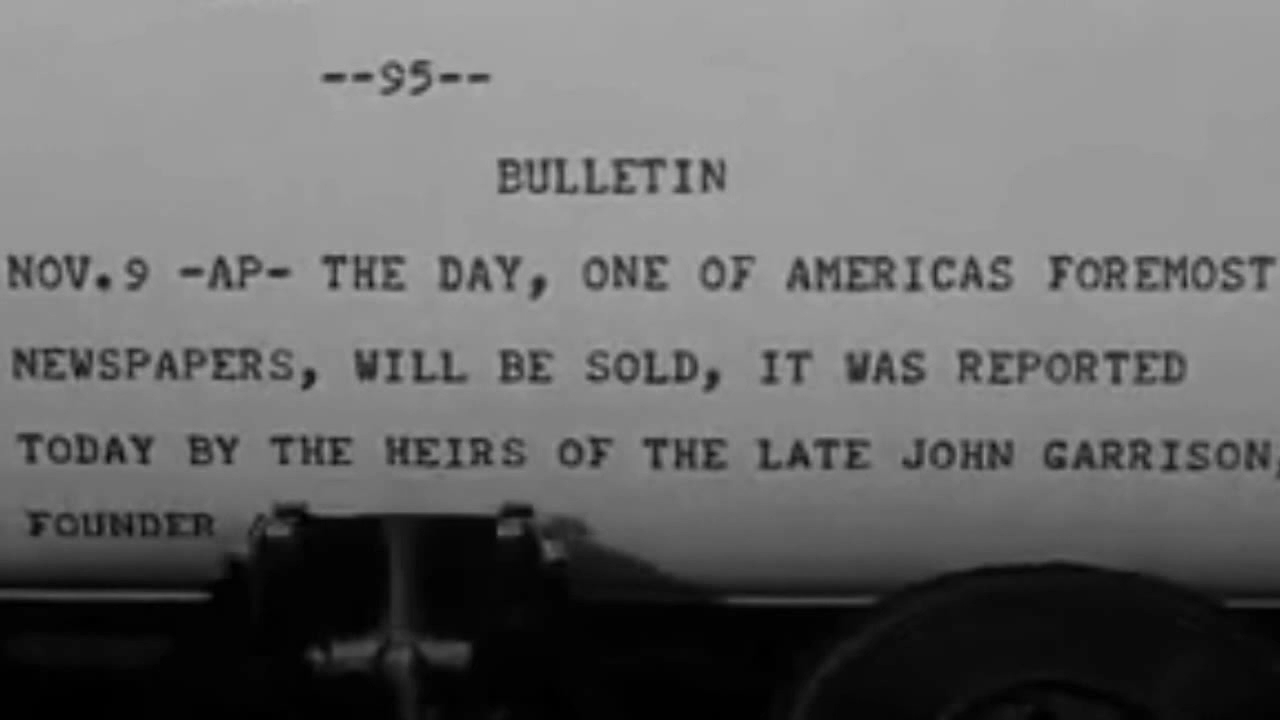 --95--
BULLETIN
NOV.9 -AP- THE DAY, ONE OF AMERICAS FOREMOST
NEWSPAPERS, WILL BE SOLD, IT WAS REPORTED
TODAY BY THE HEIRS OF THE LATE JOHN GARRISON,
FOUNDER